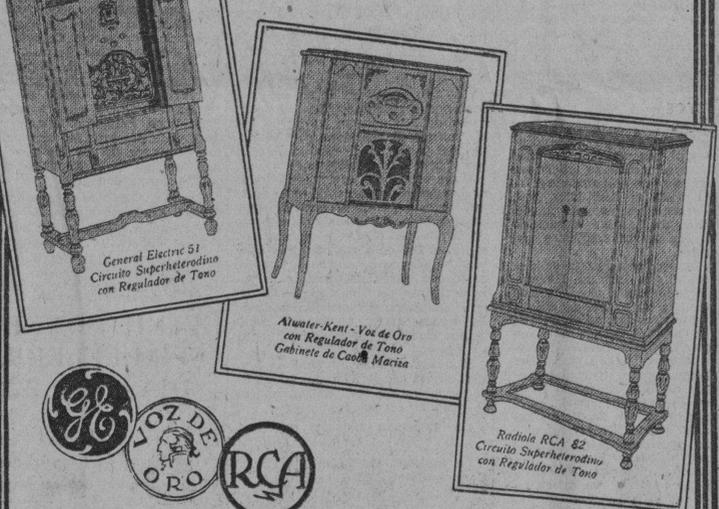 General Electric 51
Circuito Superheterodino
con Regulador de Tono
Atwater-Kent - Voz de Oro
con Regulador de Tono
Gabinete de Caoba Maciza
Radiola RCA 82
Circuito Superheterodino
con Regulador de Tono
GE
VOZ DE
ORO
RCA